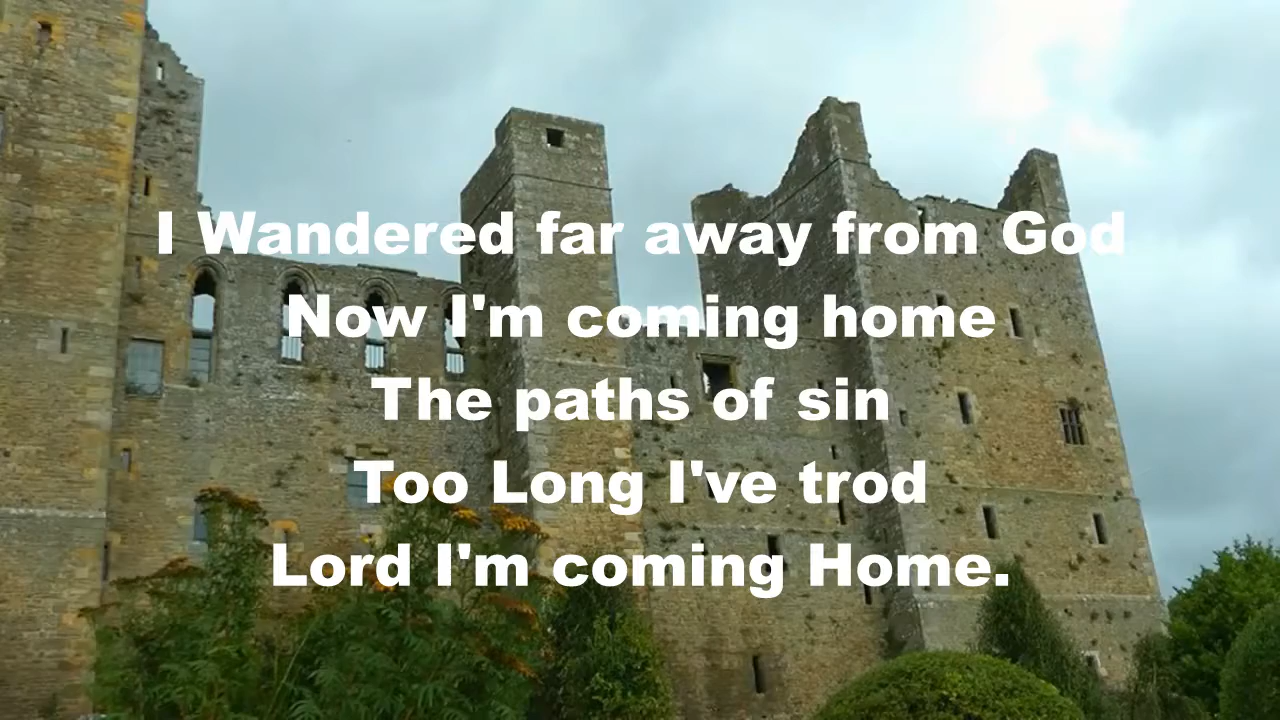 I Wandered far away from God
Now I'm coming home
The paths of sin
Too Long I've trod
Lord I'm coming Home.